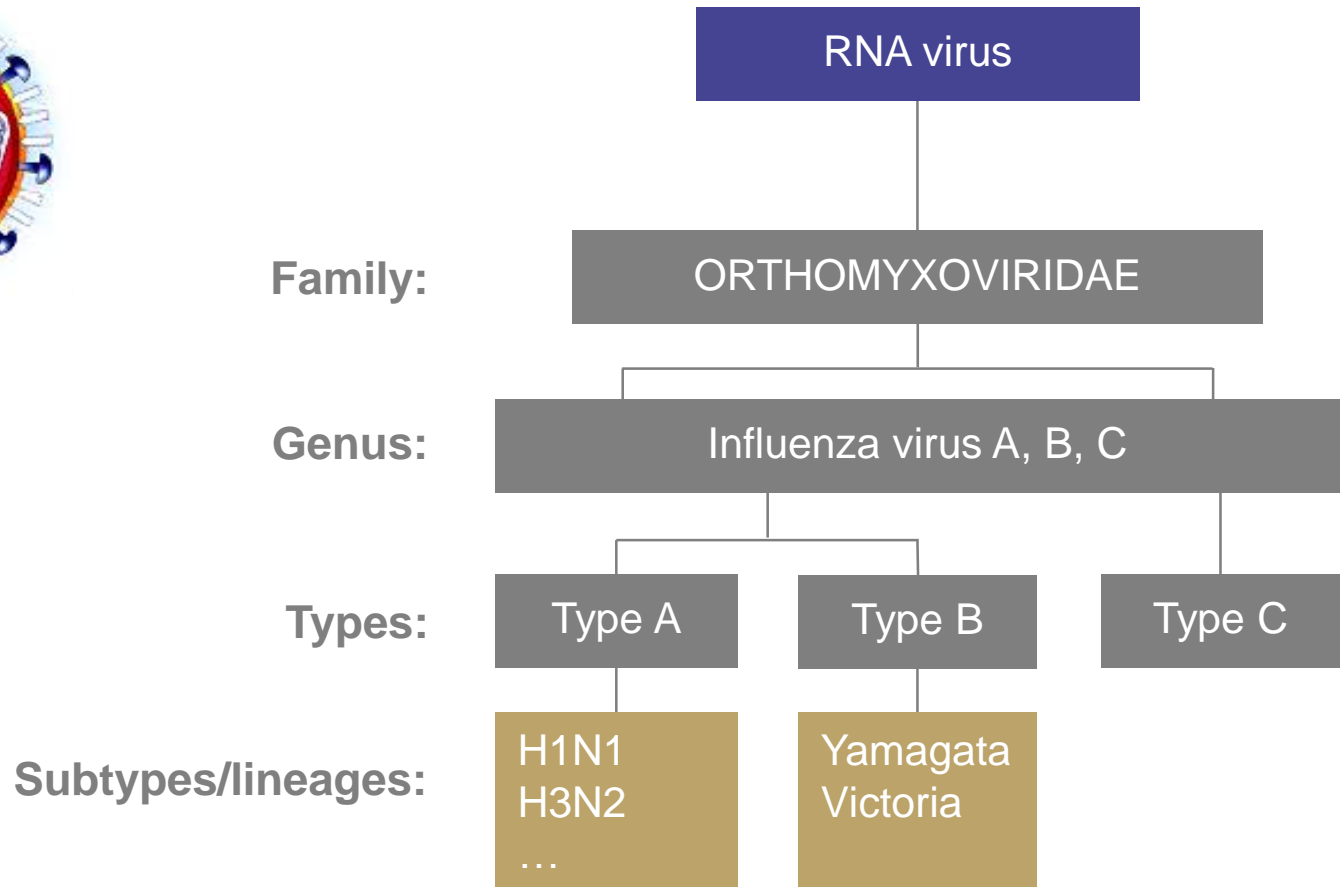 RNA virus
Family:
ORTHOMYXOVIRIDAE
Genus:
Influenza virus A, B, C
Types:
Type A
Type B
Type C
Subtypes/lineages:
H1N1
H3N2
…
Yamagata
Victoria